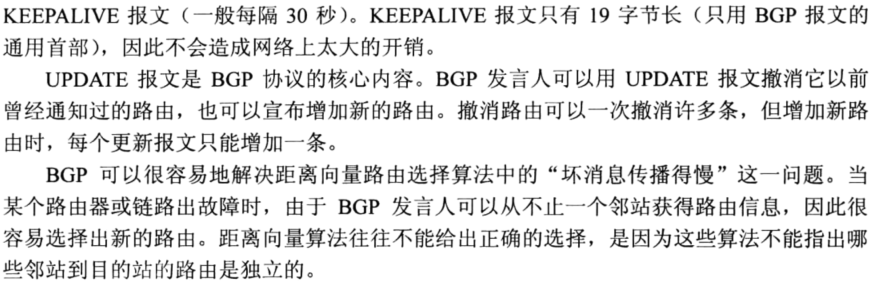 KEEPALIVE 报文（一般每隔 30 秒）。KEEPALIVE 报文只有 19 字节长（只用 BGP 报文的
通用首部），因此不会造成网络上太大的开销。
UPDATE 报文是 BGP 协议的核心内容。BGP 发言人可以用 UPDATE 报文撤消它以前
曾经通知过的路由，也可以宣布增加新的路由。撤消路由可以一次撤消许多条，但增加新路
由时，每个更新报文只能增加一条。
BGP 可以很容易地解决距离向量路由选择算法中的“坏消息传播得慢”这一问题。当
某个路由器或链路出故障时，由于 BGP 发言人可以从不止一个邻站获得路由信息，因此很
容易选择出新的路由。距离向量算法往往不能给出正确的选择，是因为这些算法不能指出哪
些邻站到目的站的路由是独立的。